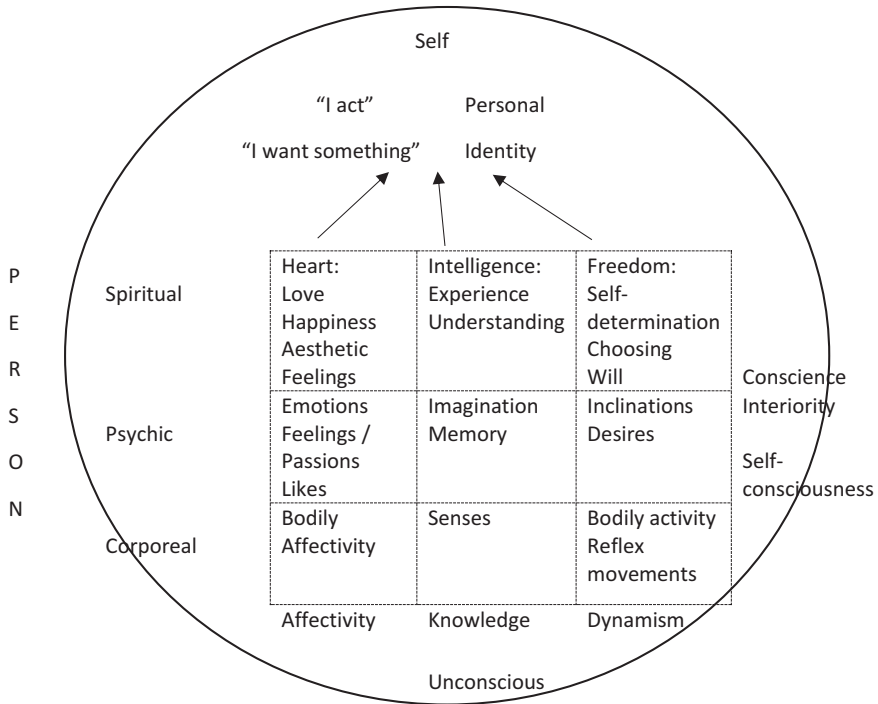 Self
“I act” Personal
“I want something” Identity
P
E
R
S
O
N
Spiritual
Heart:
Love
Happiness
Aesthetic
Feelings
Intelligence:
Experience
Understanding
Freedom:
Self-
determination
Choosing
Will
Conscience
Interiority
Psychic
Emotions
Feelings /
Passions
Likes
Imagination
Memory
Inclinations
Desires
Self-
consciousness
Corporeal
Bodily
Affectivity
Senses
Bodily activity
Reflex
movements
Affectivity Knowledge Dynamism
Unconscious